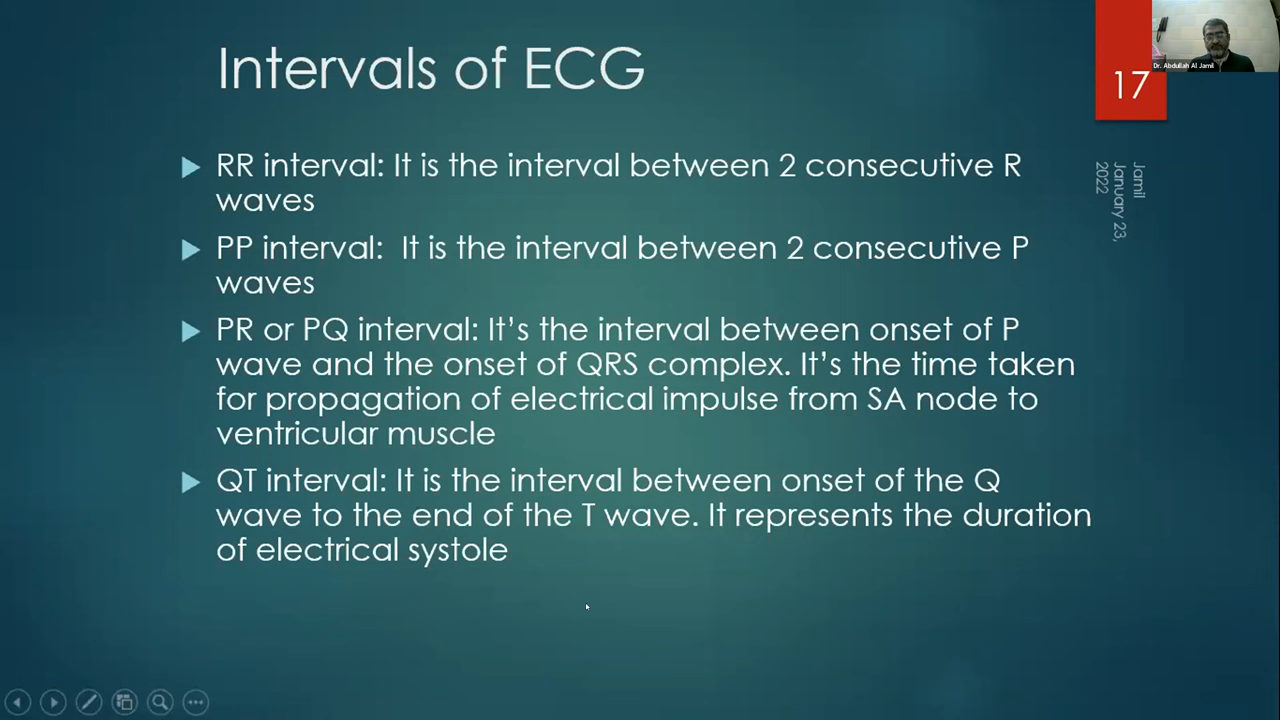 Intervals of ECG
17
Dr. Abdullah Al Jamil
Jamil
January 23,
2022
RR interval: It is the interval between 2 consecutive R
waves
PP interval:  It is the interval between 2 consecutive P
waves
PR or PQ interval: It’s the interval between onset of P
wave and the onset of QRS complex. It’s the time taken
for propagation of electrical impulse from SA node to
ventricular muscle
QT interval: It is the interval between onset of the Q
wave to the end of the T wave. It represents the duration
of electrical systole